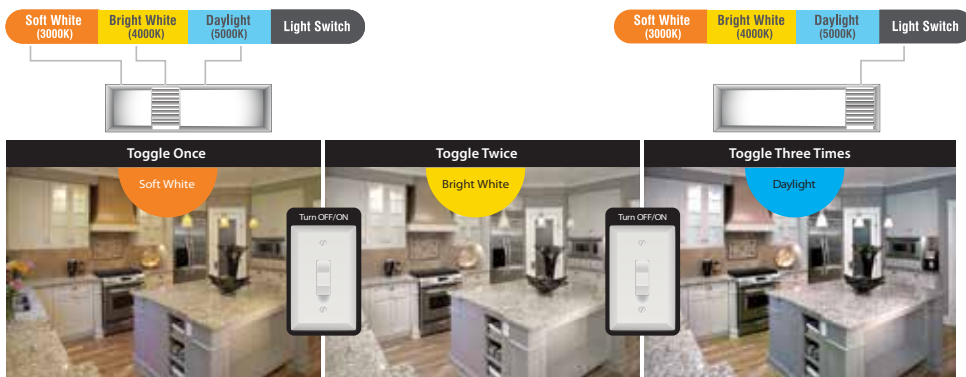 Soft White
(3000K)
Bright White
(4000K)
Daylight
(5000K)
Light Switch
Soft White
(3000K)
Bright White
(4000K)
Daylight
(5000K)
Light Switch
Toggle Once
Toggle Twice
Toggle Three Times
Soft White
Bright White
Daylight
Turn OFF/ON
Turn OFF/ON